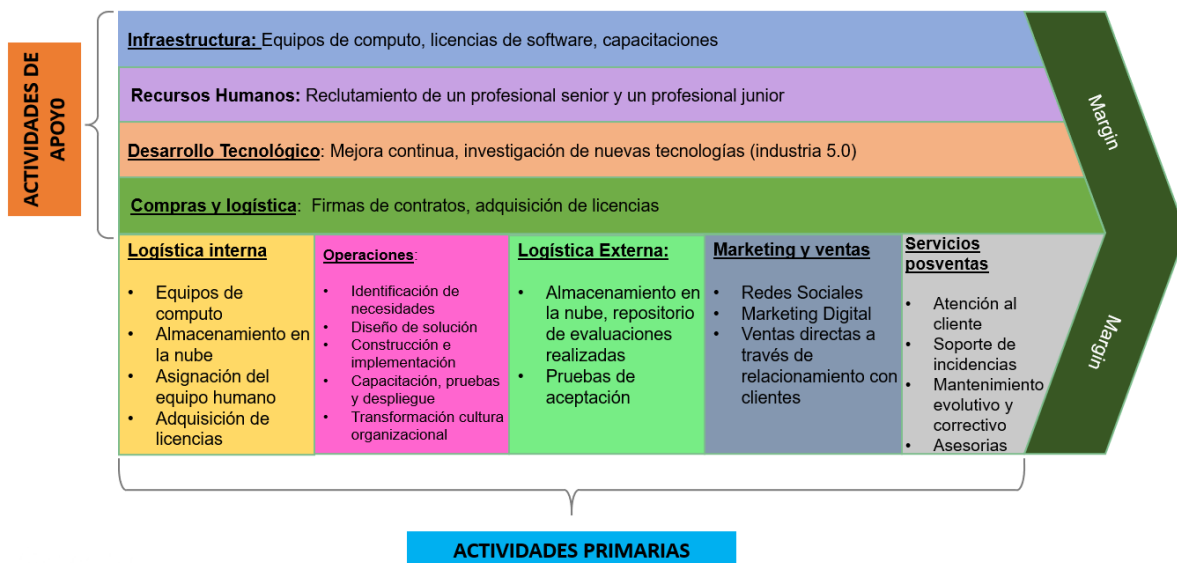 ACTIVIDADES DE
APOY0
Infraestructura: Equipos de computo, licencias de software, capacitaciones
Recursos Humanos: Reclutamiento de un profesional senior y un profesional junior
Desarrollo Tecnológico: Mejora continua, investigación de nuevas tecnologías (industria 5.0)
Compras y logística: Firmas de contratos, adquisición de licencias
Margin
Margin
Logística interna
• Equipos de
computo
• Almacenamiento en
la nube
• Asignación del
equipo humano
• Adquisición de
licencias
Operaciones:
• Identificación de
necesidades
• Diseño de solución
• Construcción e
implementación
• Capacitación, pruebas
y despliegue
• Transformación cultura
organizacional
Logística Externa:
• Almacenamiento en
la nube, repositorio
de evaluaciones
realizadas
• Pruebas de
aceptación
Marketing y ventas
• Redes Sociales
• Marketing Digital
• Ventas directas a
través de
relacionamiento con
clientes
Servicios
posventas
• Atención al
cliente
• Soporte de
incidencias
• Mantenimiento
evolutivo y
correctivo
• Asesorias
ACTIVIDADES PRIMARIAS